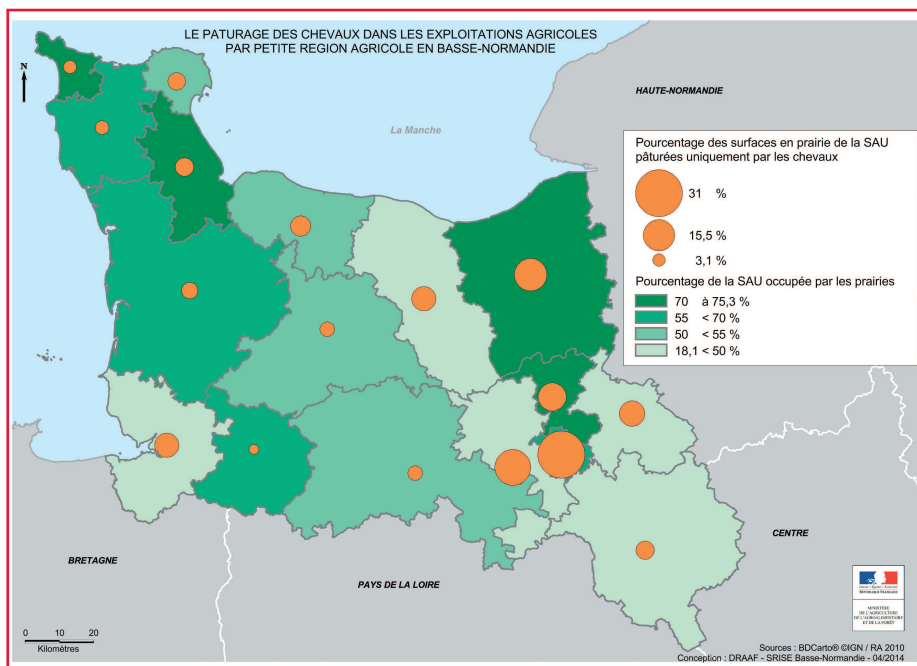 LE PATURAGE DES CHEVAUX DANS LES EXPLOITATIONS AGRICOLES
PAR PETITE REGION AGRICOLE EN BASSE-NORMANDIE
N
HAUTE-NORMANDIE
La Manche
Pourcentage des surfaces en prairie de la SAU
pâturées uniquement par les chevaux
31 %
15,5 %
3,1 %
Pourcentage de la SAU occupée par les prairies
70 à 75,3 %
55 < 70 %
50 < 55 %
18,1 < 50 %
BRETAGNE
PAYS DE LA LOIRE
CENTRE
RÉPUBLIQUE FRANÇAISE
MINISTÈRE
DE L'AGRICULTURE
DE L'AGROALIMENTAIRE
ET DE LA FORÊT
0 10 20
Kilomètres
Sources : BDCarto® ©IGN / RA 2010
Conception : DRAAF - SRISE Basse-Normandie - 04/2014